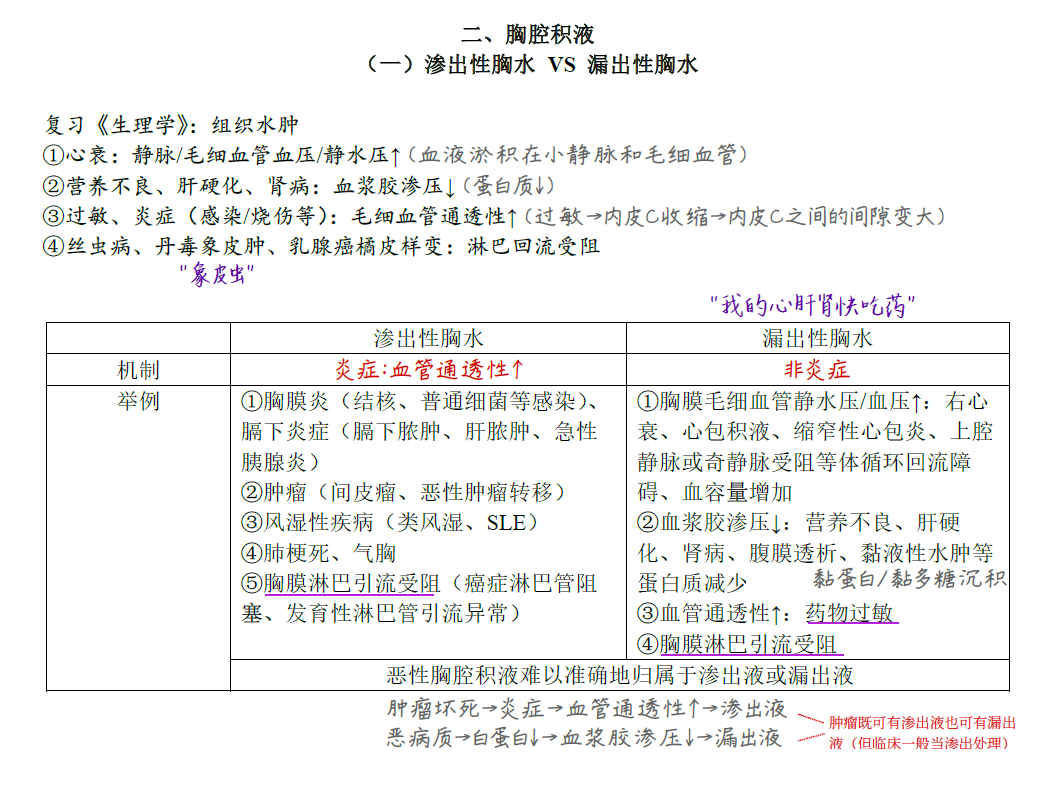 二、胸腔积液
（一）渗出性胸水 VS 漏出性胸水
复习《生理学》：组织水肿
①心衰：静脉/毛细血管血压/静水压↑（血液淤积在小静脉和毛细血管）
②营养不良、肝硬化、肾病：血浆胶渗压↓（蛋白质↓）
③过敏、炎症（感染/烧伤等）：毛细血管通透性↑（过敏→内皮C收缩→内皮C之间的间隙变大）
④丝虫病、丹毒象皮肿、乳腺癌橘皮样变：淋巴回流受阻
"象皮虫"
"我的心肝肾快吃药"
渗出性胸水 漏出性胸水
机制 炎症：血管通透性↑ 非炎症
举例
①胸膜炎（结核、普通细菌等感染）、
膈下炎症（膈下脓肿、肝脓肿、急性
胰腺炎）
②肿瘤（间皮瘤、恶性肿瘤转移）
③风湿性疾病（类风湿、SLE）
④肺梗死、气胸
⑤胸膜淋巴引流受阻（癌症淋巴管阻
塞、发育性淋巴管引流异常）
①胸膜毛细血管静水压/血压↑：右心
衰、心包积液、缩窄性心包炎、上腔
静脉或奇静脉受阻等体循环回流障
碍、血容量增加
②血浆胶渗压↓：营养不良、肝硬
化、肾病、腹膜透析、黏液性水肿等
蛋白质减少 黏蛋白/黏多糖沉积
③血管通透性↑：药物过敏
④胸膜淋巴引流受阻
恶性胸腔积液难以准确地归属于渗出液或漏出液
肿瘤坏死→炎症→血管通透性↑→渗出液
恶病质→白蛋白↓→血浆胶渗压↓→漏出液
肿瘤既可有渗出液也可有漏出
液（但临床一般当渗出处理）